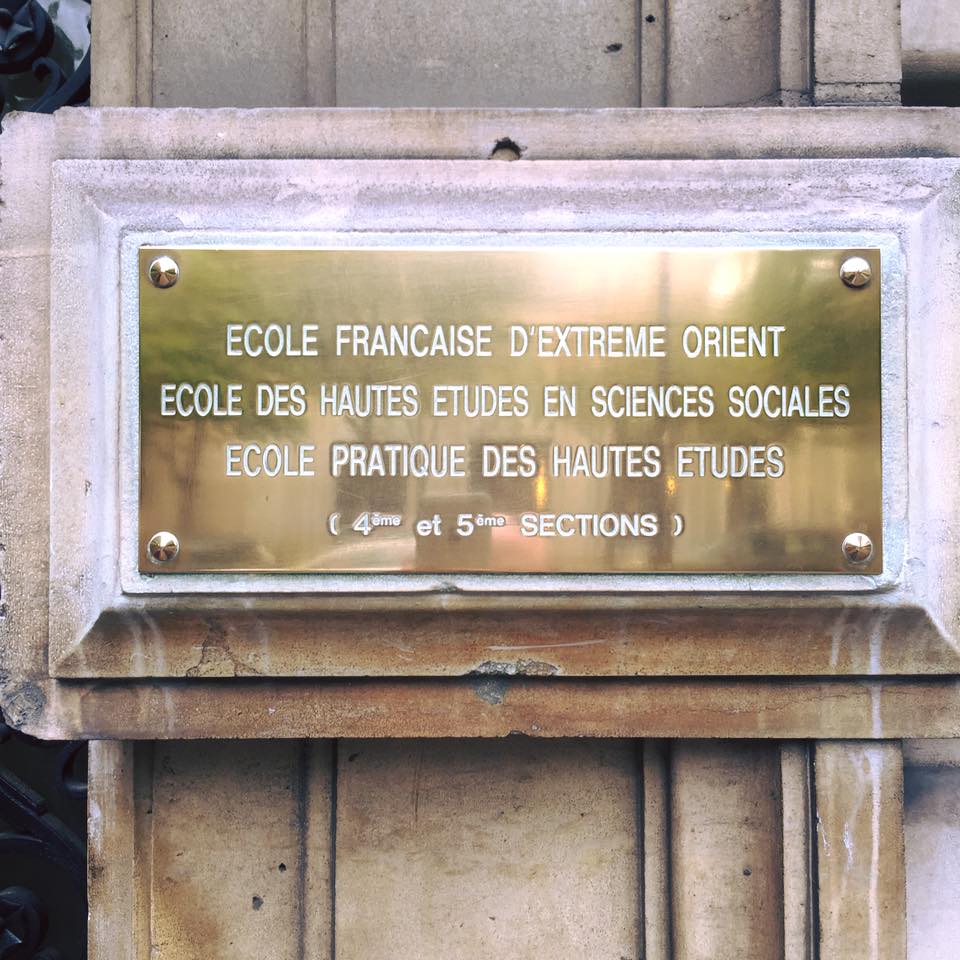 ECOLE FRANCAISE D'EXTREME ORIENT
ECOLE DES HAUTES ETUDES EN SCIENCES SOCIALES
ECOLE PRATIQUE DES HAUTES ETUDES
( 4ème et 5ème SECTIONS )